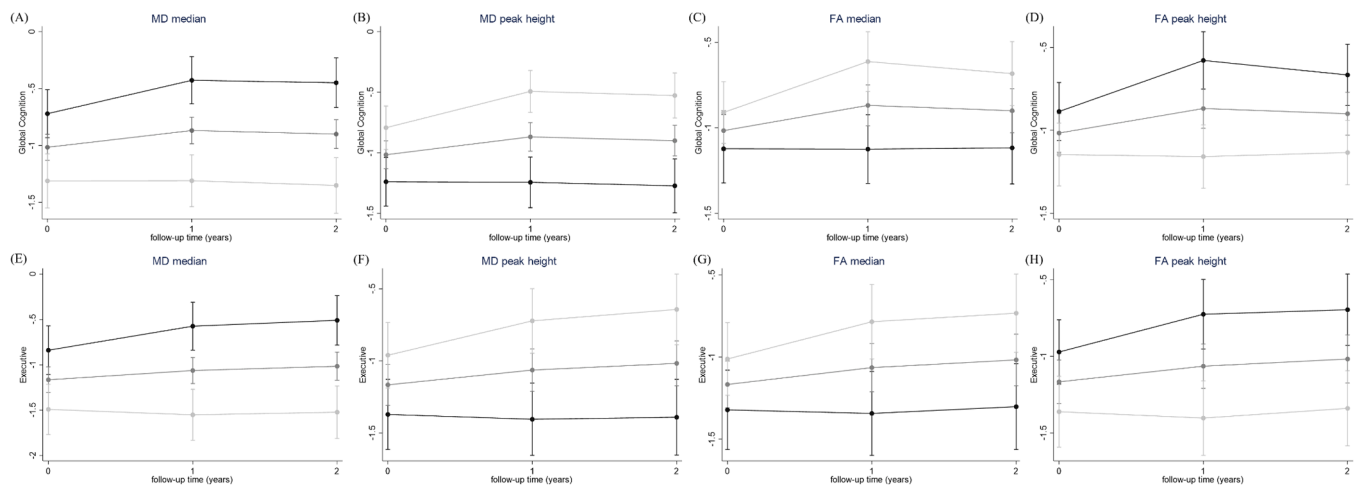 (A)
MD median
0
-.5
-1
-1.5
Global Cognition
0
1
2
follow-up time (years)
(B)
MD peak height
0
-.5
-1
-1.5
Global Cognition
0
1
2
follow-up time (years)
(C)
FA median
-.5
-1
-1.5
Global Cognition
0
1
2
follow-up time (years)
(D)
FA peak height
-.5
-1
-1.5
Global Cognition
0
1
2
follow-up time (years)
(E)
MD median
0
-.5
-1
-1.5
-2
Executive
0
1
2
follow-up time (years)
(F)
MD peak height
-.5
-1
-1.5
Executive
0
1
2
follow-up time (years)
(G)
FA median
-.5
-1
-1.5
Executive
0
1
2
follow-up time (years)
(H)
FA peak height
-.5
-1
-1.5
Executive
0
1
2
follow-up time (years)